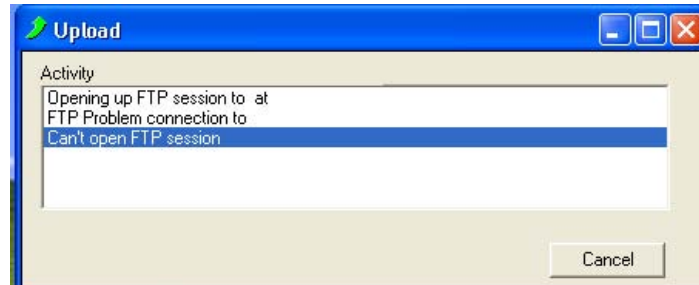 Upload
Activity
Opening up FTP session to  at
FTP Problem connection to
Can't open FTP session
Cancel